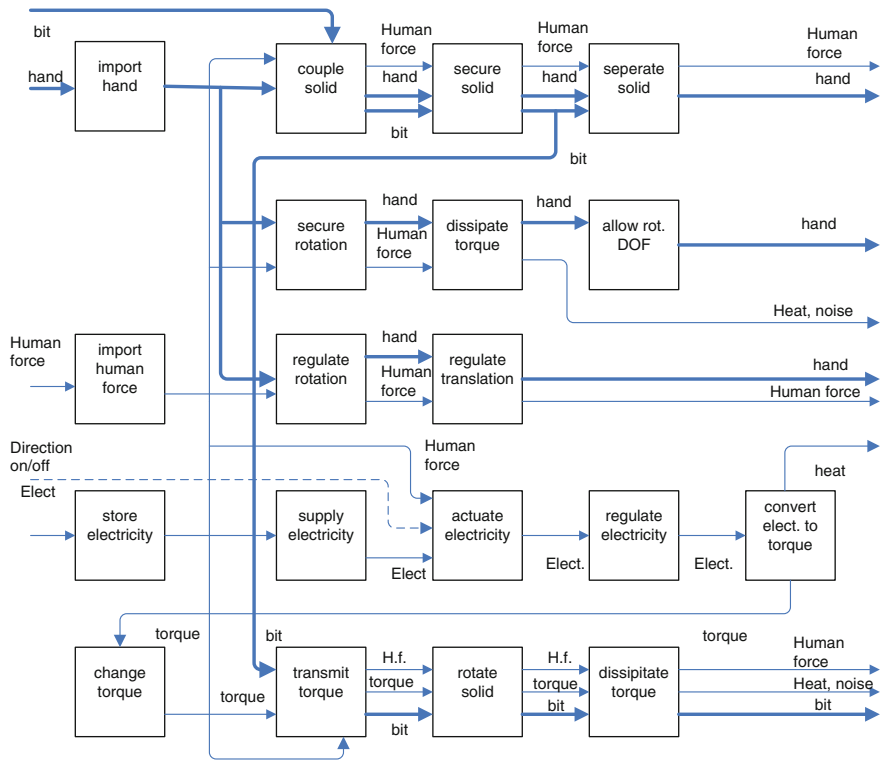 bit
hand
import
hand
couple
solid
Human
force
hand
bit
secure
solid
Human
force
hand
bit
seperate
solid
Human
force
hand
secure
rotation
hand
Human
force
dissipate
torque
hand
allow rot.
DOF
hand
Heat, noise
Human
force
import
human
force
regulate
rotation
hand
Human
force
regulate
translation
hand
Human force
Direction
on/off
Elect
store
electricity
supply
electricity
Human
force
Elect
actuate
electricity
Elect.
regulate
electricity
Elect.
convert
elect. to
torque
heat
torque
change
torque
torque
bit
transmit
torque
H.f.
torque
bit
rotate
solid
H.f.
torque
bit
dissipitate
torque
torque
Human
force
Heat, noise
bit